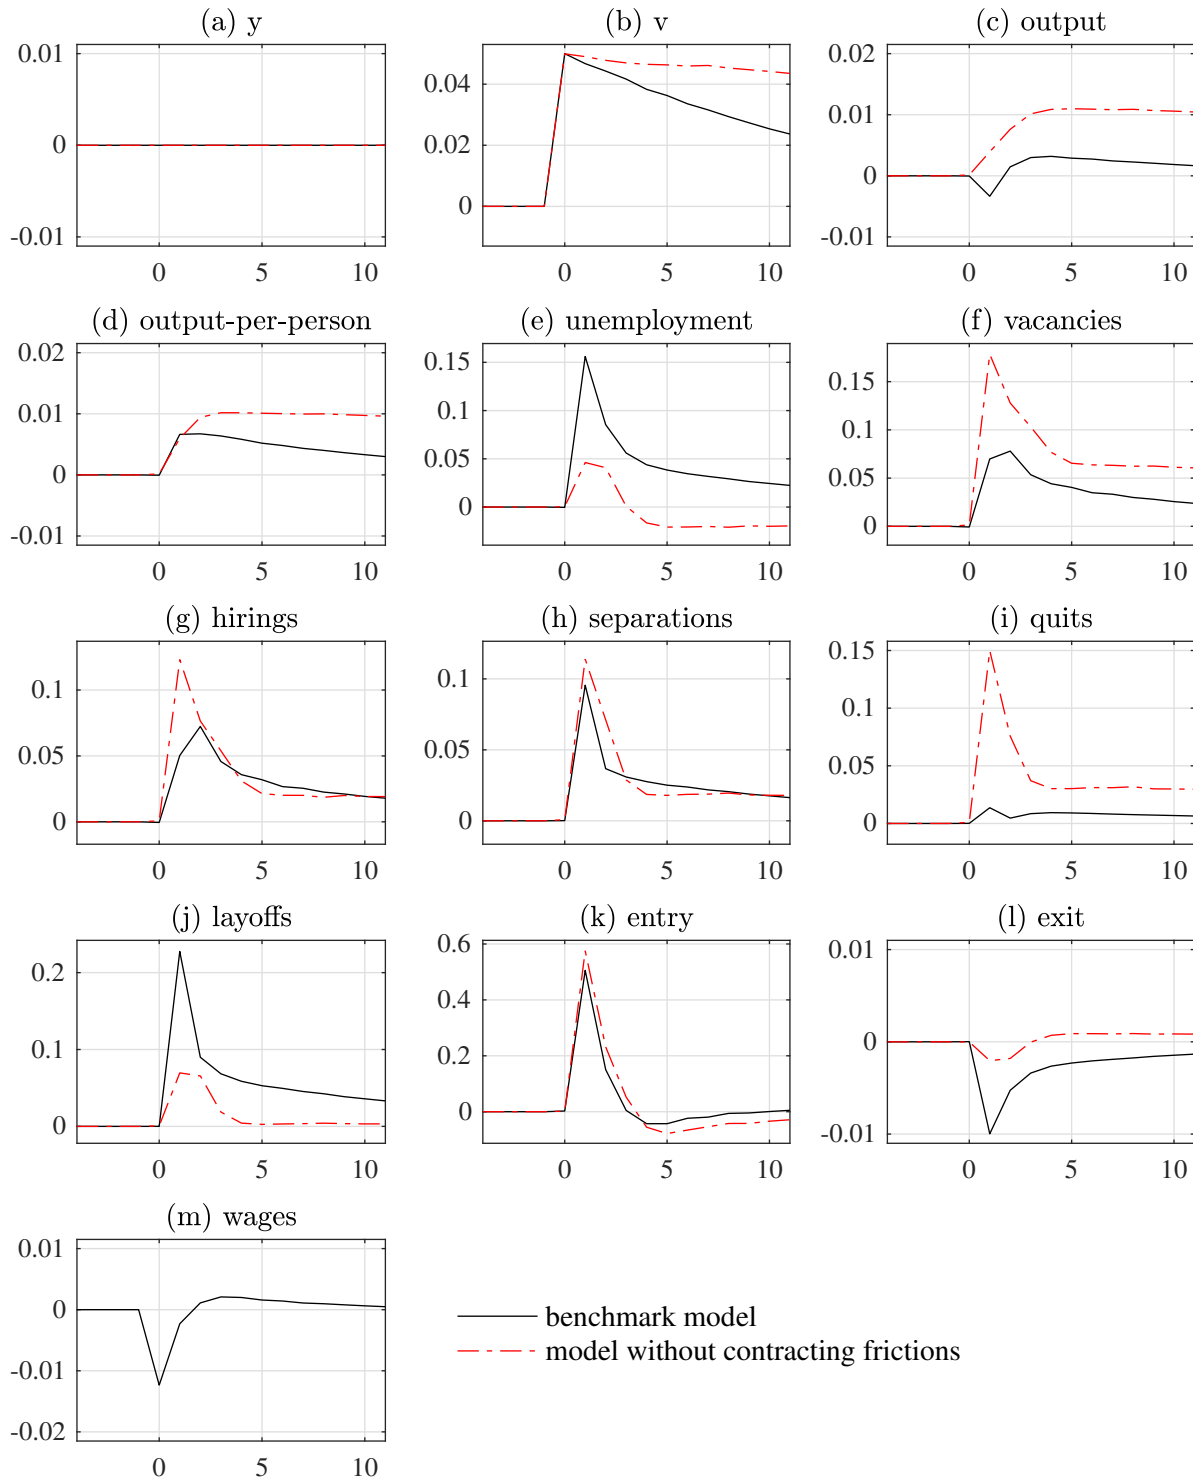 (a) y
(b) v
(c) output
0.01
0
-0.01
0 5 10
0.04
0.02
0
0 5 10
0.02
0.01
0
-0.01
0 5 10
(d) output-per-person
(e) unemployment
(f) vacancies
0.02
0.01
0
-0.01
0 5 10
0.15
0.1
0.05
0
0 5 10
0.15
0.1
0.05
0
0 5 10
(g) hirings
(h) separations
(i) quits
0.1
0.05
0
0 5 10
0.1
0.05
0
0 5 10
0.15
0.1
0.05
0
0 5 10
(j) layoffs
(k) entry
(l) exit
0.2
0.1
0
0 5 10
0.6
0.4
0.2
0
0 5 10
0.01
0
-0.01
0 5 10
(m) wages
0.01
0
-0.01
-0.02
0 5 10
benchmark model
model without contracting frictions